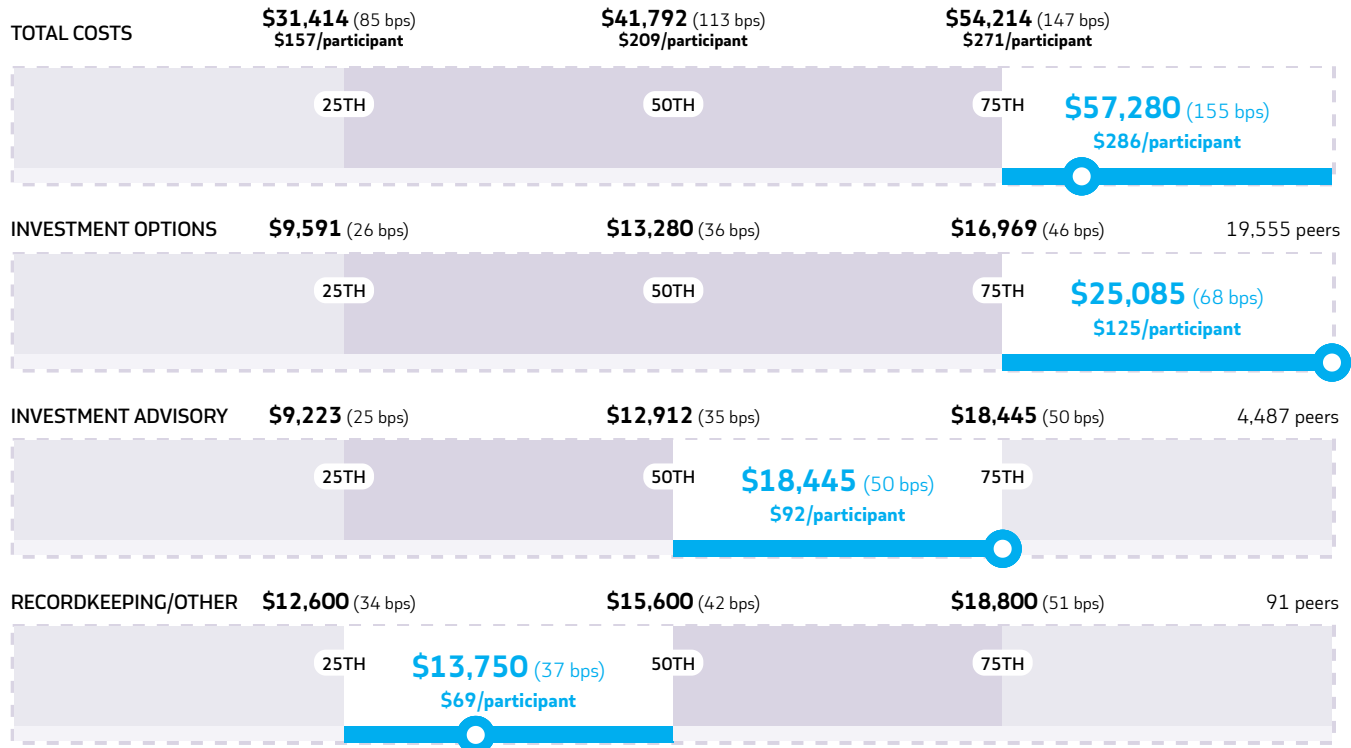 TOTAL COSTS
$31,414 (85 bps) $41,792 (113 bps) $54,214 (147 bps)
$157/participant $209/participant $271/participant
25TH 50TH 75TH $57,280 (155 bps)
$286/participant
INVESTMENT OPTIONS $9,591 (26 bps) $13,280 (36 bps) $16,969 (46 bps) 19,555 peers
25TH 50TH 75TH $25,085 (68 bps)
$125/participant
INVESTMENT ADVISORY $9,223 (25 bps) $12,912 (35 bps) $18,445 (50 bps) 4,487 peers
25TH 50TH $18,445 (50 bps) 75TH
$92/participant
RECORDKEEPING/OTHER $12,600 (34 bps) $15,600 (42 bps) $18,800 (51 bps) 91 peers
25TH $13,750 (37 bps) 50TH 75TH
$69/participant